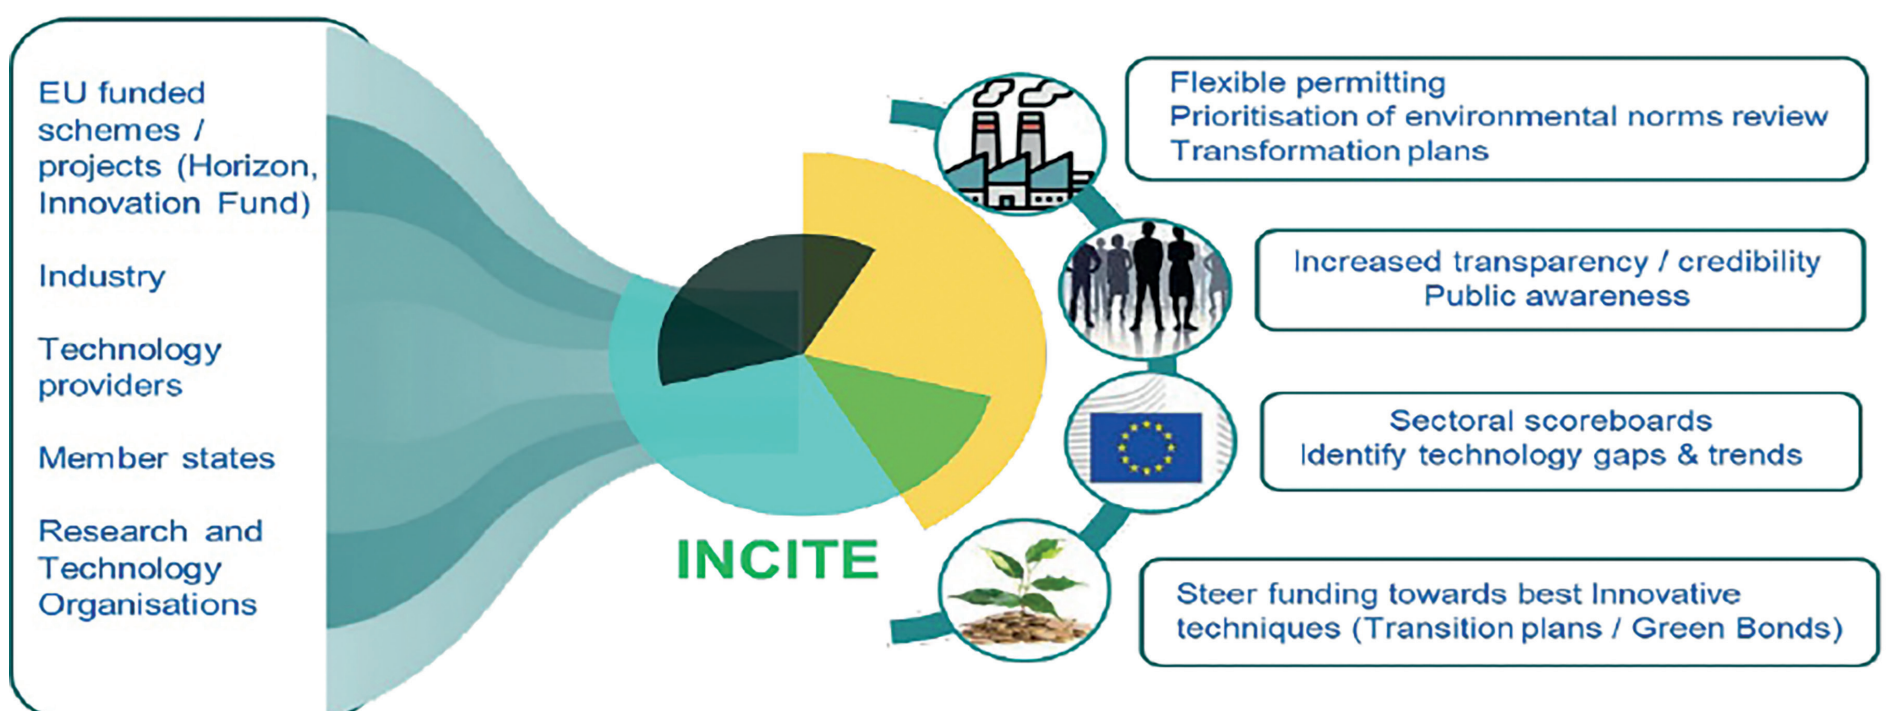 EU funded
schemes /
projects (Horizon,
Innovation Fund)
Industry
Technology
providers
Member states
Research and
Technology
Organisations
INCITE
Flexible permitting
Prioritisation of environmental norms review
Transformation plans
Increased transparency / credibility
Public awareness
Sectoral scoreboards
Identify technology gaps & trends
Steer funding towards best Innovative
techniques (Transition plans / Green Bonds)